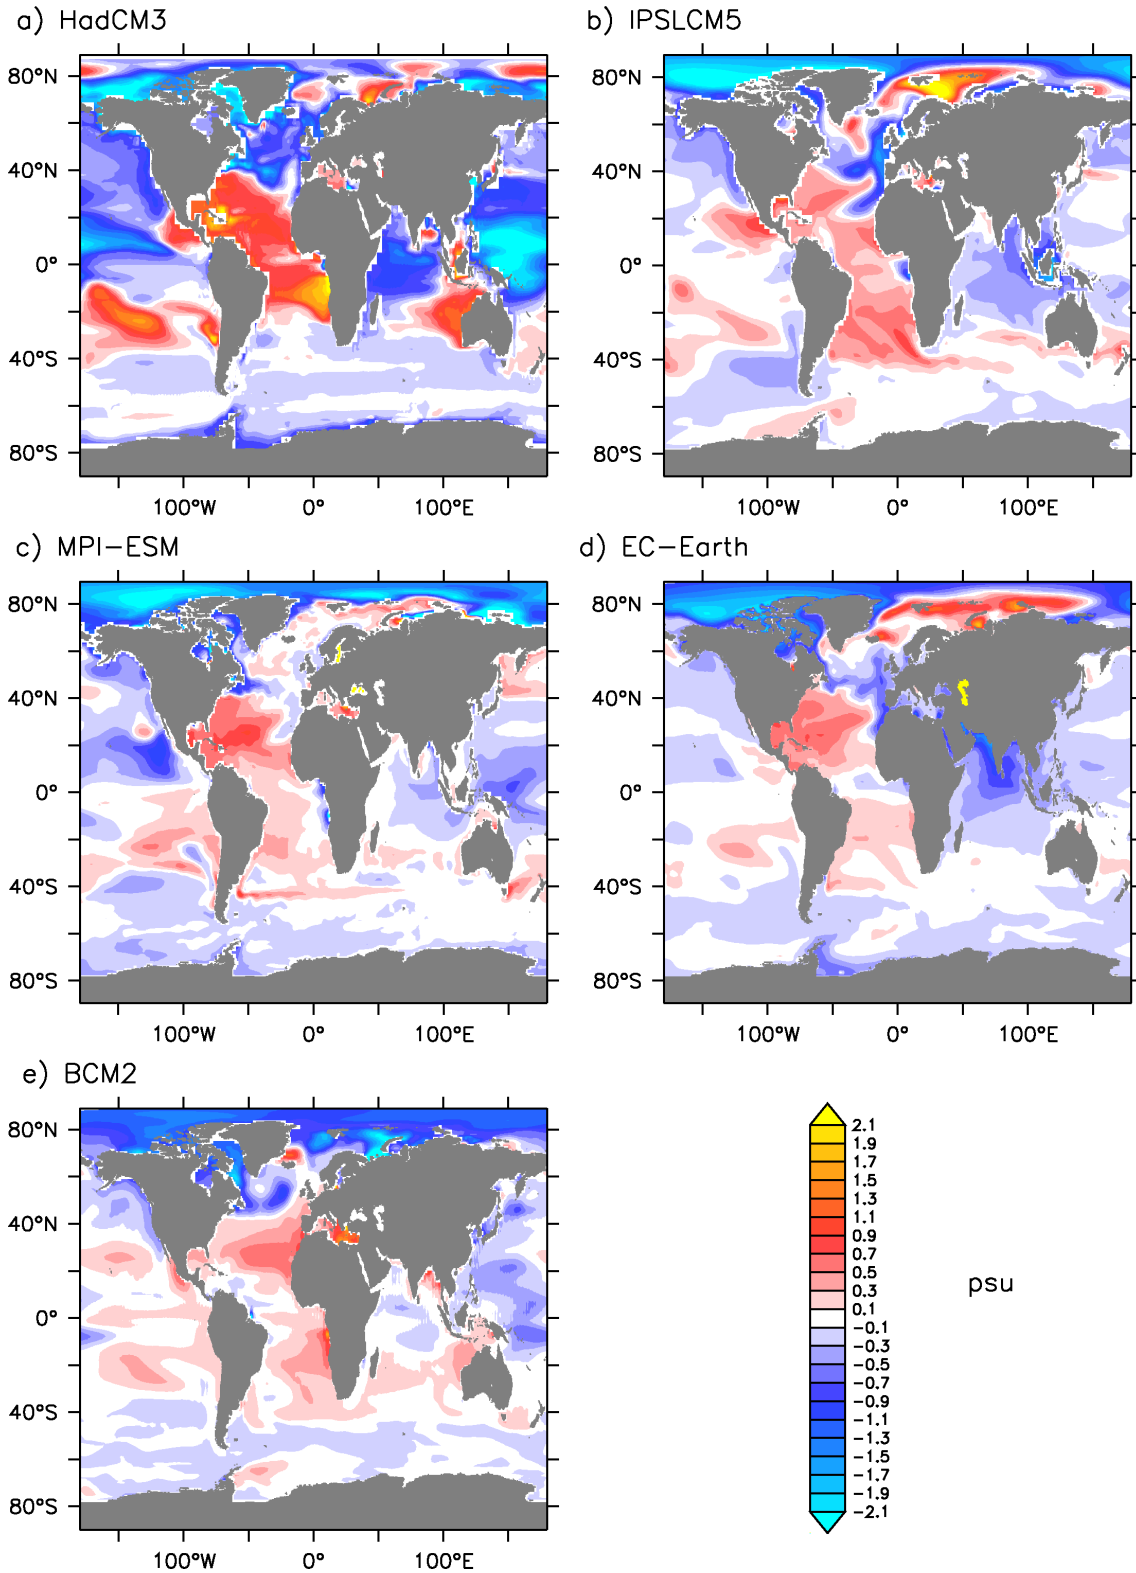 a) HadCM3
b) IPSLCM5
80°N
40°N
0°
40°S
80°S
100°W
0°
100°E
80°N
40°N
0°
40°S
80°S
100°W
0°
100°E
c) MPI-ESM
d) EC-Earth
80°N
40°N
0°
40°S
80°S
100°W
0°
100°E
80°N
40°N
0°
40°S
80°S
100°W
0°
100°E
e) BCM2
80°N
40°N
0°
40°S
80°S
100°W
0°
100°E
2.1
1.9
1.7
1.5
1.3
1.1
0.9
0.7
0.5
0.3
0.1
-0.1
-0.3
-0.5
-0.7
-0.9
-1.1
-1.3
-1.5
-1.7
-1.9
-2.1
psu